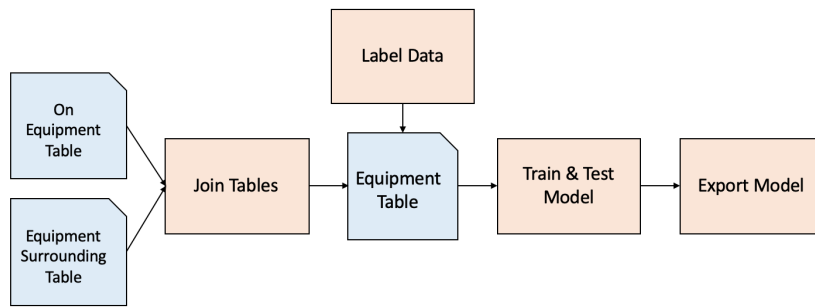 Label Data
On
Equipment
Table
Equipment
Surrounding
Table
Join Tables
Equipment
Table
Train & Test
Model
Export Model